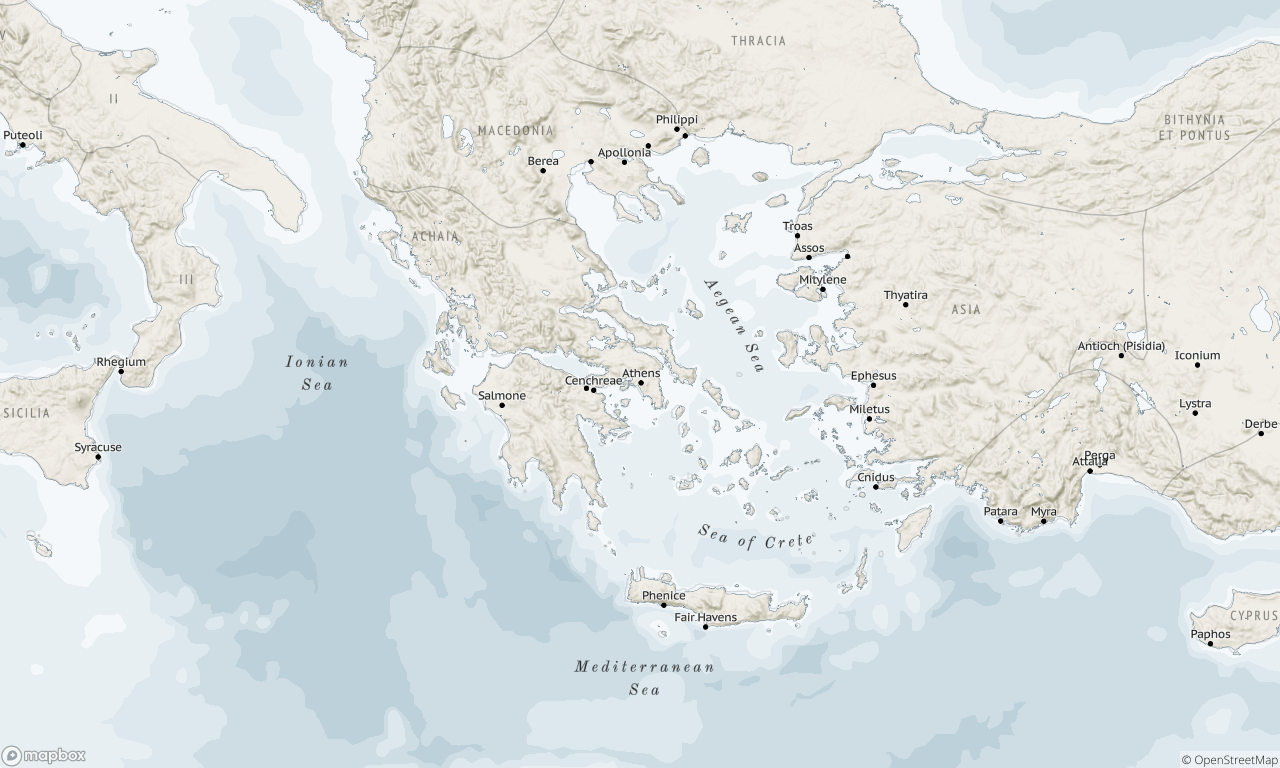 THRACIA
II
BITHYNIA
ET PONTUS
Puteoli
Philippi
MACEDONIA
Apollonia
Berea
Troas
ACHAIA
Assos
III
Mitylene
Aegean Sea
Thyatira
ASIA
Antioch (Pisidia)
Iconium
Rhegium
Ionian
Sea
Athens
Cenchreae
Ephesus
Salmone
Lystra
Miletus
SICILIA
Derbe
Syracuse
Perga
Attalia
Cnidus
Patara
Myra
Sea of Crete
Phenice
Fair Havens
CYPRUS
Paphos
Mediterranean
Sea
mapbox
© OpenStreetMap